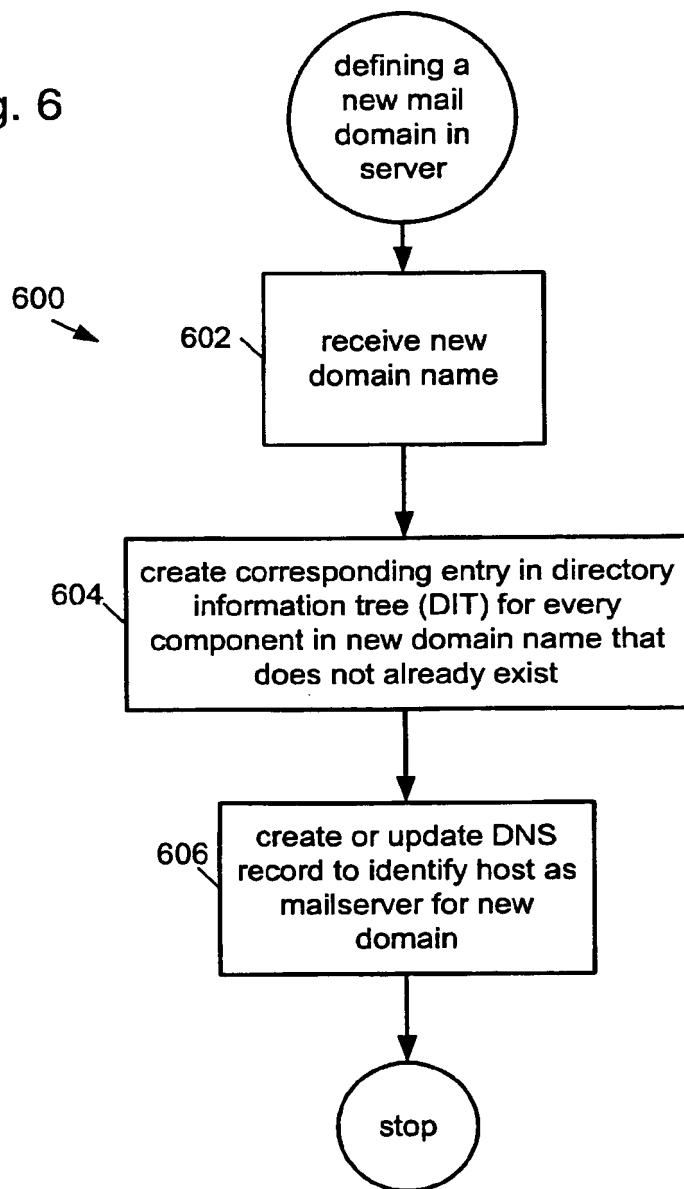 g. 6
defining a
new mail
domain in
server
600
602
receive new
domain name
604
create corresponding entry in directory
information tree (DIT) for every
component in new domain name that
does not already exist
606
create or update DNS
record to identify host as
mailserver for new
domain
stop